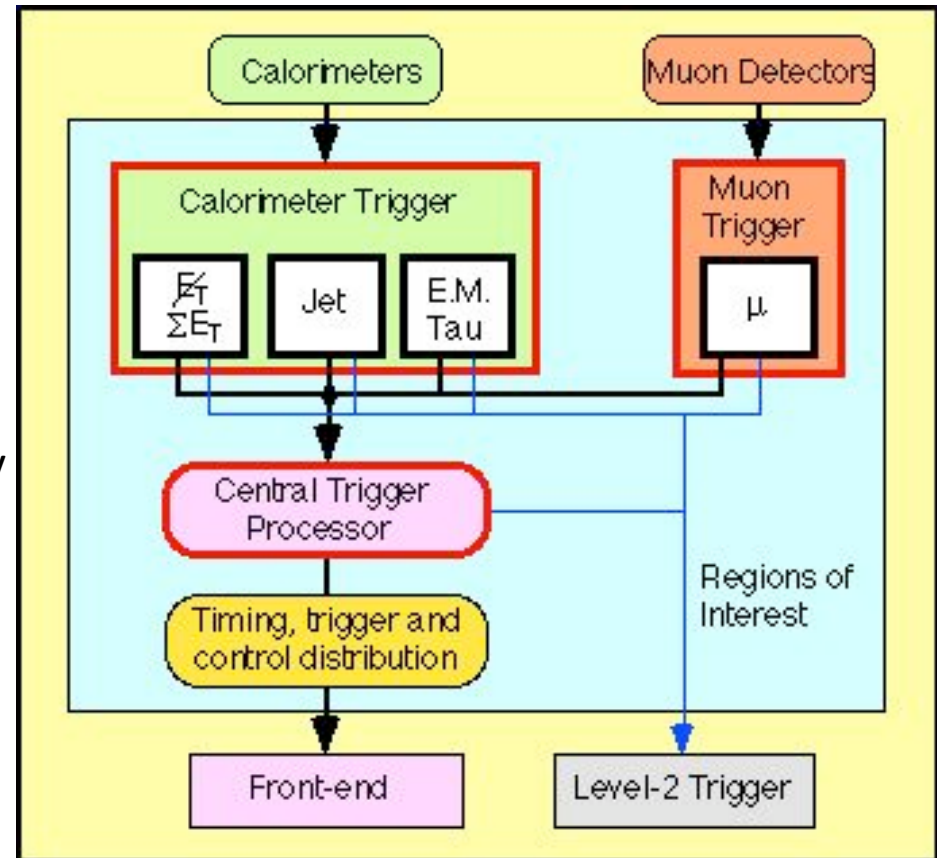 Calorimeters
Muon Detectors
Calorimeter Trigger
Muon
Trigger
E̸T
ΣET
Jet
E.M.
Tau
μ
y
Central Trigger
Processor
Regions of
Interest
Timing, trigger and
control distribution
Front-end
Level-2 Trigger